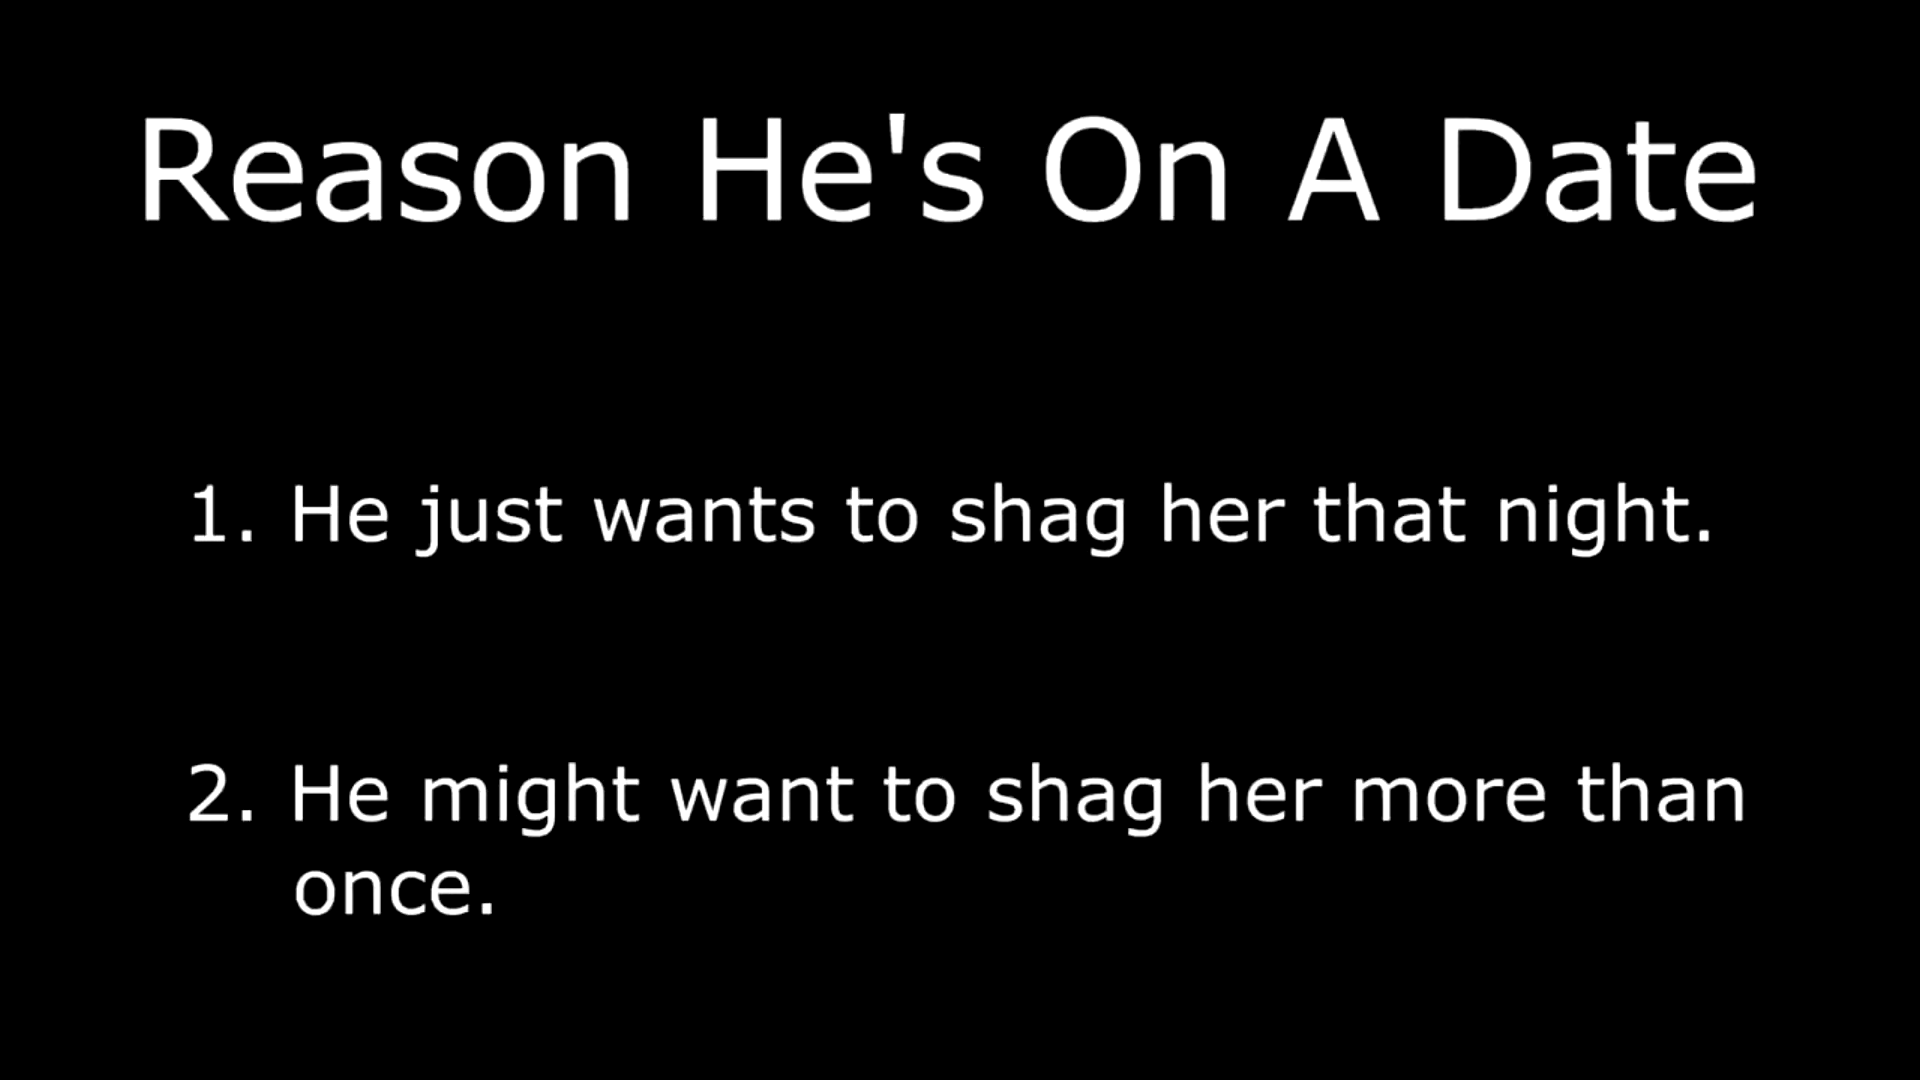 Reason He's On A Date
1. He just wants to shag her that night.
2. He might want to shag her more than
once.